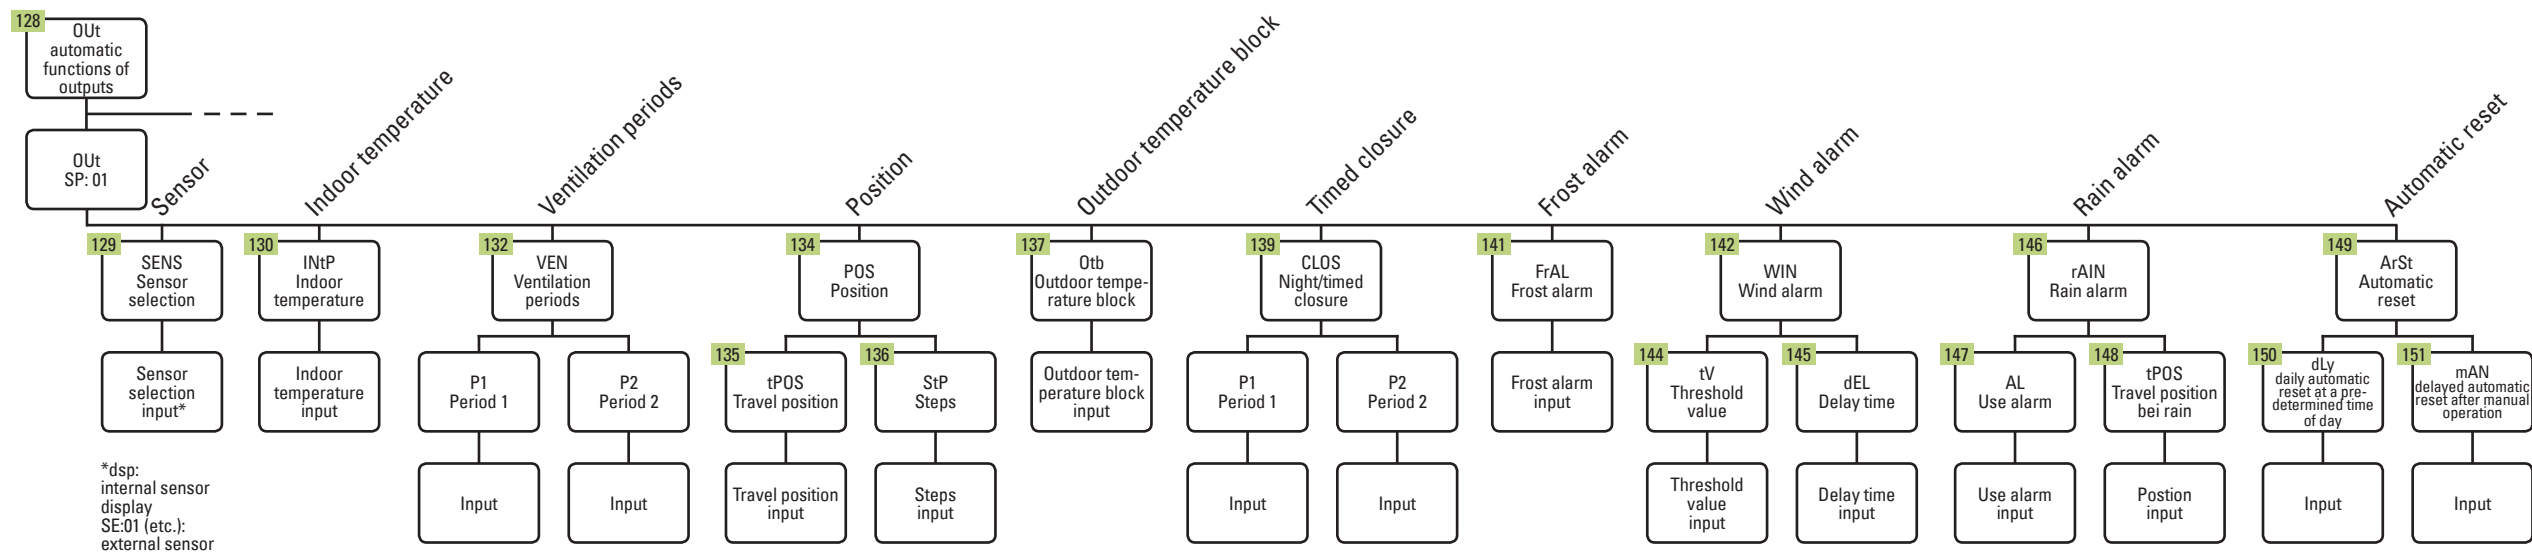 128
OUt
automatic
functions of
outputs
OUt
SP: 01
Sensor
Indoor temperature
Ventilation periods
Position
Outdoor temperature block
Timed closure
Frost alarm
Wind alarm
Rain alarm
Automatic reset
129
SENS
Sensor
selection
130
INtP
Indoor
temperature
132
VEN
Ventilation
periods
134
POS
Position
137
Otb
Outdoor tempe-
rature block
139
CLOS
Night/timed
closure
141
FrAL
Frost alarm
142
WIN
Wind alarm
146
rAIN
Rain alarm
149
ArSt
Automatic
reset
Sensor
selection
input*
Indoor
temperature
input
P1
Period 1
P2
Period 2
135
tPOS
Travel position
136
StP
Steps
Outdoor tem-
perature block
input
P1
Period 1
P2
Period 2
Frost alarm
input
144
tV
Threshold
value
145
dEL
Delay time
147
AL
Use alarm
148
tPOS
Travel position
bei rain
150
dLy
daily automatic
reset at a pre-
determined time
of day
151
mAN
delayed automatic
reset after manual
operation
*dsp:
internal sensor
display
SE:01 (etc.):
external sensor
Input
Input
Travel position
input
Steps
input
Input
Input
Threshold
value
input
Delay time
input
Use alarm
input
Postion
input
Input
Input